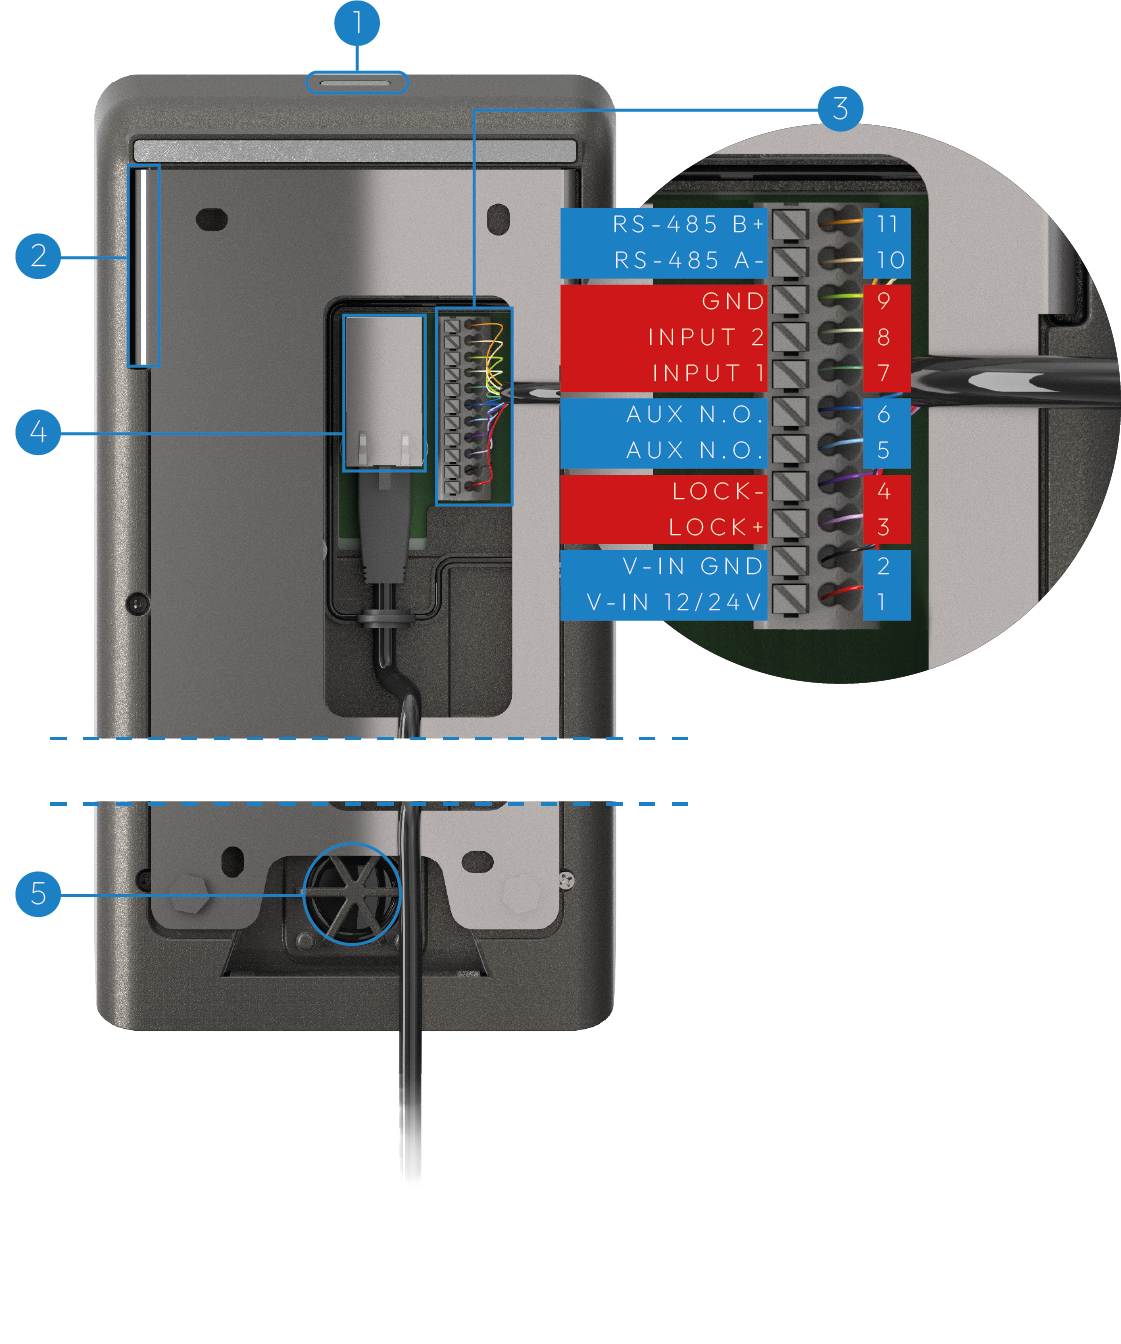 1
3
2
RS-485 B+ 11
RS-485 A- 10
GND 9
INPUT 2 8
INPUT 1 7
4
AUX N.O. 6
AUX N.O. 5
LOCK- 4
LOCK+ 3
V-IN GND 2
V-IN 12/24V 1
5